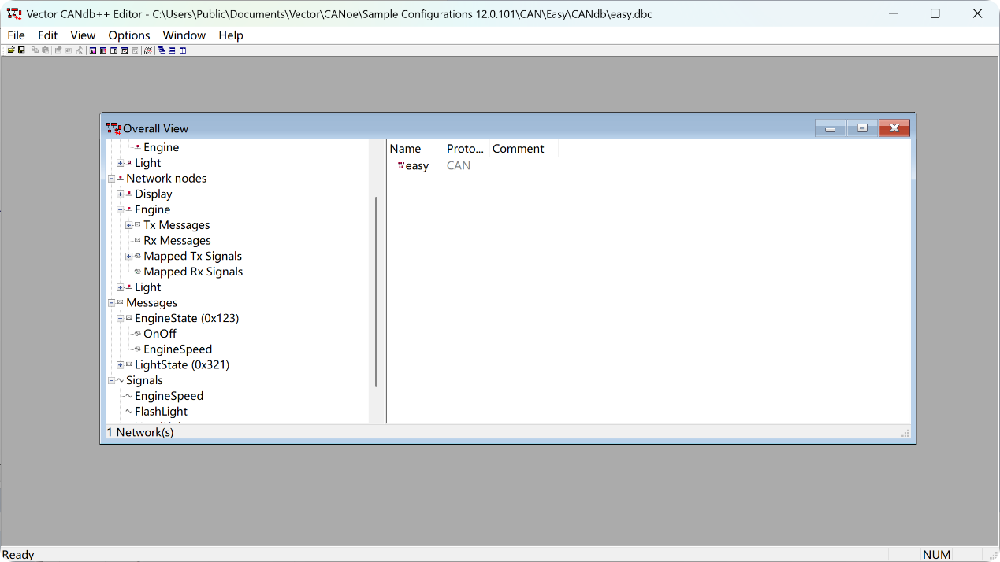 Vector CANdb++ Editor - C:\Users\Public\Documents\Vector\CANoe\Sample Configurations 12.0.101\CAN\Easy\CANdb\easy.dbc
File Edit View Options Window Help
Overall View
Engine
Light
Network nodes
Display
Engine
Tx Messages
Rx Messages
Mapped Tx Signals
Mapped Rx Signals
Light
Messages
EngineState (0x123)
OnOff
EngineSpeed
LightState (0x321)
Signals
EngineSpeed
FlashLight
Name Proto... Comment
easy CAN
1 Network(s)
Ready NUM